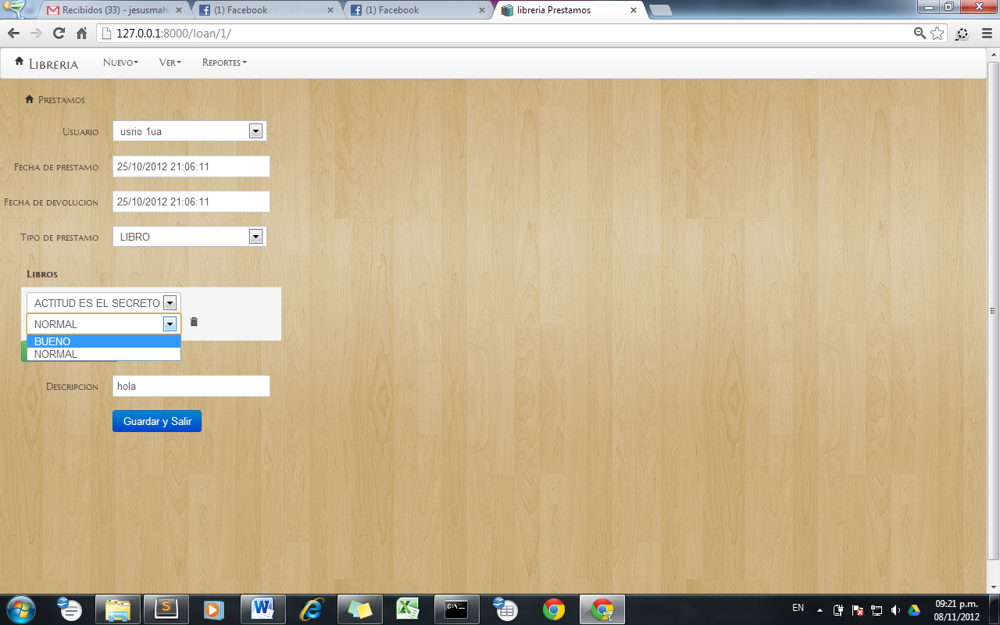 Recibidos (33) - jesusmah
(1) Facebook
(1) Facebook
libreria Prestamos
127.0.0.1:8000/loan/1/
Libreria Nuevo Ver Reportes
Prestamos
Usuario usrio 1ua
Fecha de prestamo 25/10/2012 21:06:11
Fecha de devolucion 25/10/2012 21:06:11
Tipo de prestamo LIBRO
Libros
ACTITUD ES EL SECRETO
NORMAL
BUENO
NORMAL
Descripcion hola
Guardar y Salir
EN
09:21 p.m.
08/11/2012